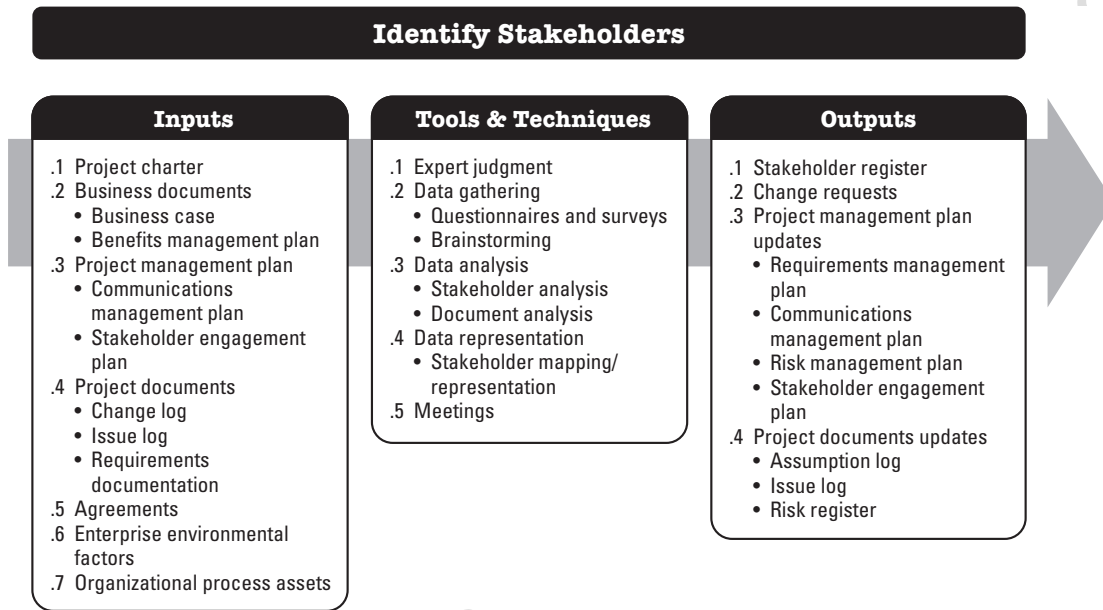 Identify Stakeholders
Inputs
.1 Project charter
.2 Business documents
• Business case
• Benefits management plan
.3 Project management plan
• Communications
management plan
• Stakeholder engagement
plan
.4 Project documents
• Change log
• Issue log
• Requirements
documentation
.5 Agreements
.6 Enterprise environmental
factors
.7 Organizational process assets
Tools & Techniques
.1 Expert judgment
.2 Data gathering
• Questionnaires and surveys
• Brainstorming
.3 Data analysis
• Stakeholder analysis
• Document analysis
.4 Data representation
• Stakeholder mapping/
representation
.5 Meetings
Outputs
.1 Stakeholder register
.2 Change requests
.3 Project management plan
updates
• Requirements management
plan
• Communications
management plan
• Risk management plan
• Stakeholder engagement
plan
.4 Project documents updates
• Assumption log
• Issue log
• Risk register